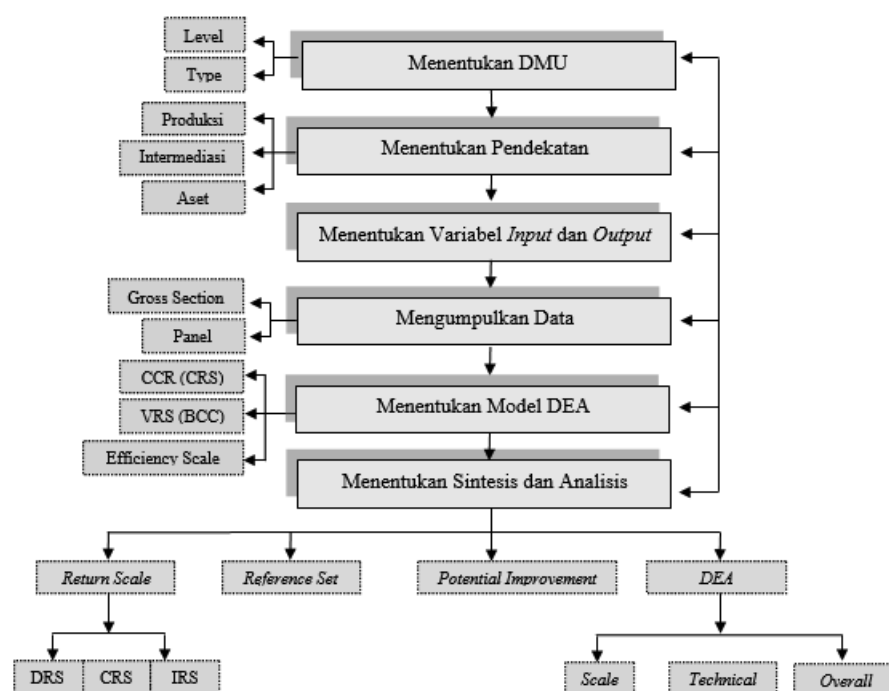 Level
Menentukan DMU
Type
Produksi
Menentukan Pendekatan
Intermediasi
Aset
Menentukan Variabel Input dan Output
Gross Section
Mengumpulkan Data
Panel
CCR (CRS)
Menentukan Model DEA
VRS (BCC)
Efficiency Scale
Menentukan Sintesis dan Analisis
Return Scale
Reference Set
Potential Improvement
DEA
DRS
CRS
IRS
Scale
Technical
Overall